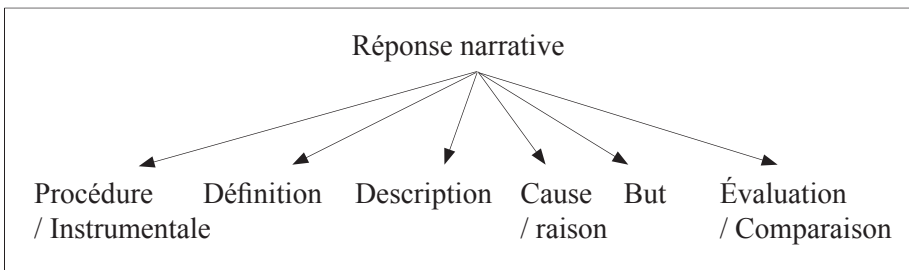 Réponse narrative
Procédure Définition Description Cause But Évaluation
/ Instrumentale / raison / Comparaison